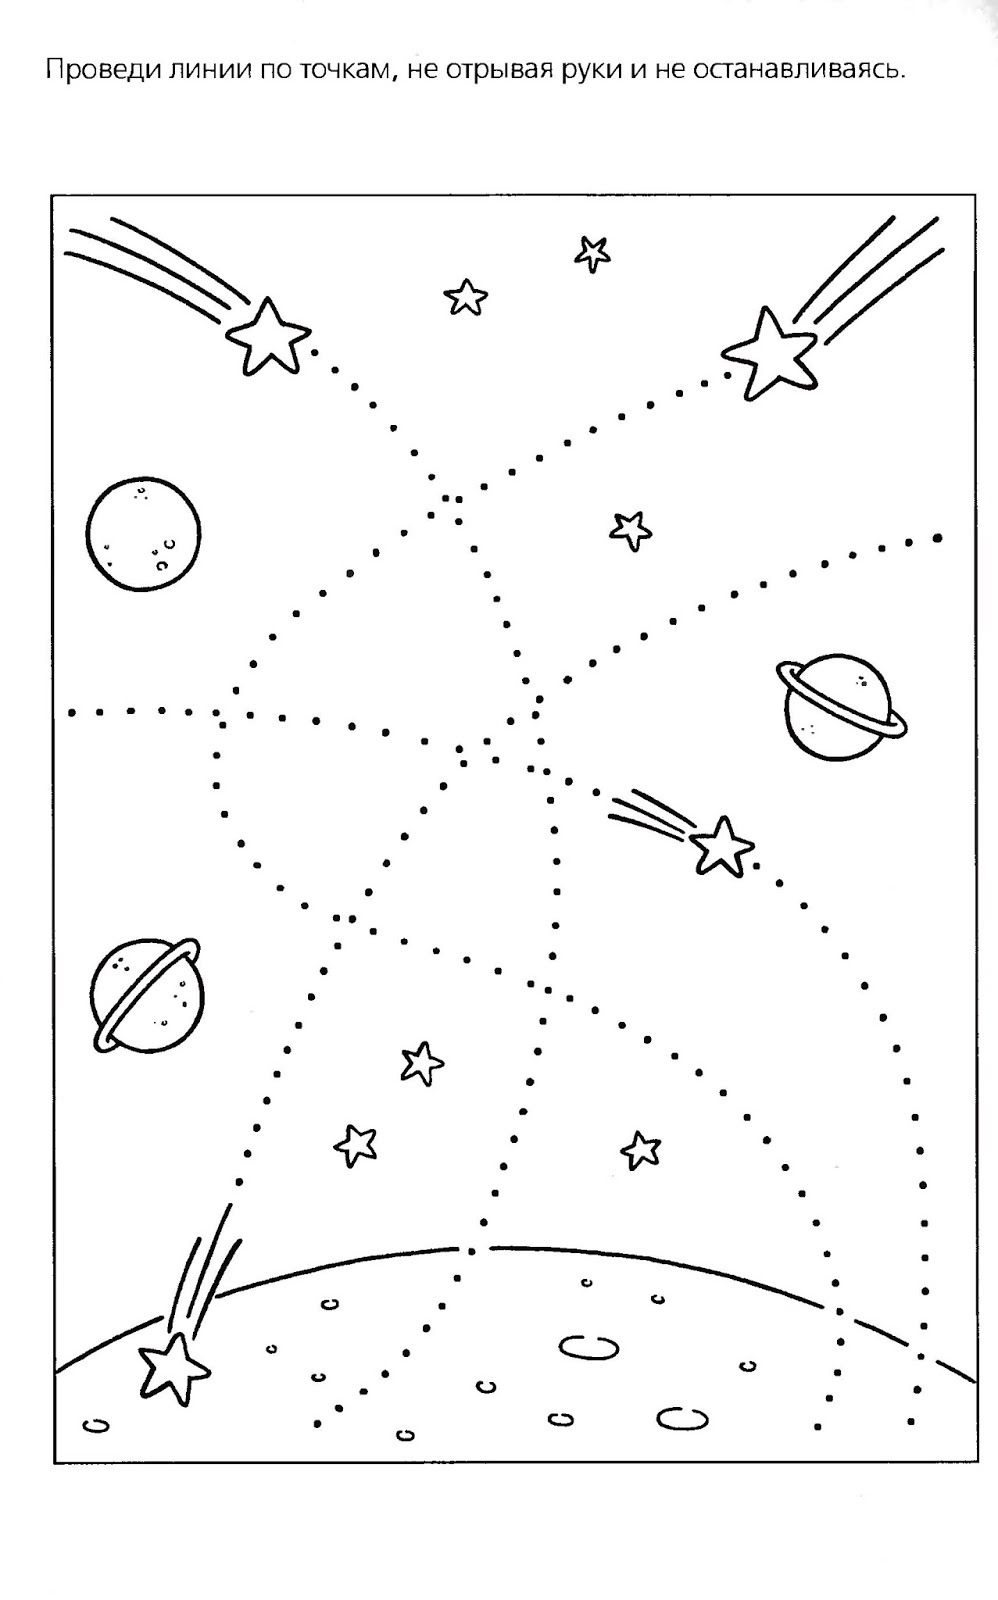 Проведи линии по точкам, не отрывая руки и не останавливаясь.